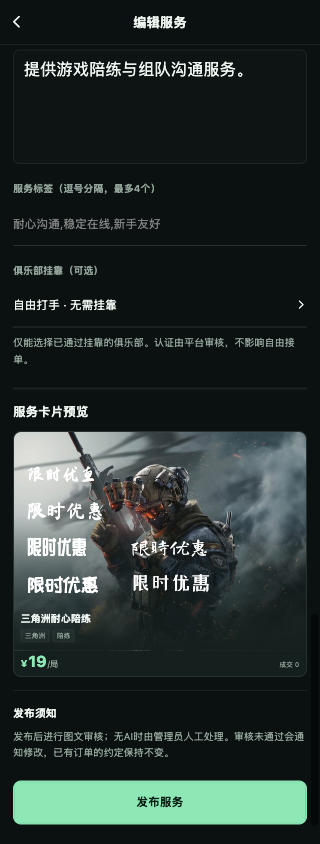 编辑服务
提供游戏陪练与组队沟通服务。
服务标签（逗号分隔，最多4个）
耐心沟通,稳定在线,新手友好
俱乐部挂靠（可选）
自由打手 · 无需挂靠
仅能选择已通过挂靠的俱乐部。认证由平台审核，不影响自由接
单。
服务卡片预览
限时优惠
限时优惠
限时优惠
限時优惠
限时优惠
限时优惠
三角洲耐心陪练
三角洲 陪练
¥19/局
成交 0
发布须知
发布后进行图文审核；无AI时由管理员人工处理。审核未通过会通
知修改，已有订单的约定保持不变。
发布服务